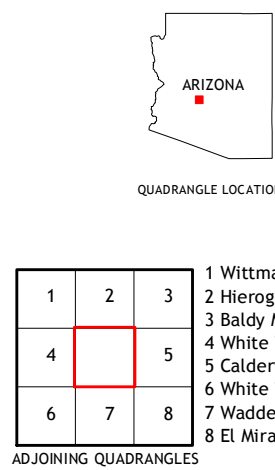 ARIZONA
QUADRANGLE LOCATION
1 2 3
4 5
6 7 8
1 Wittma
2 Hierog
3 Baldy M
4 White
5 Calder
6 White
7 Wadde
8 El Mira
ADJOINING QUADRANGLES